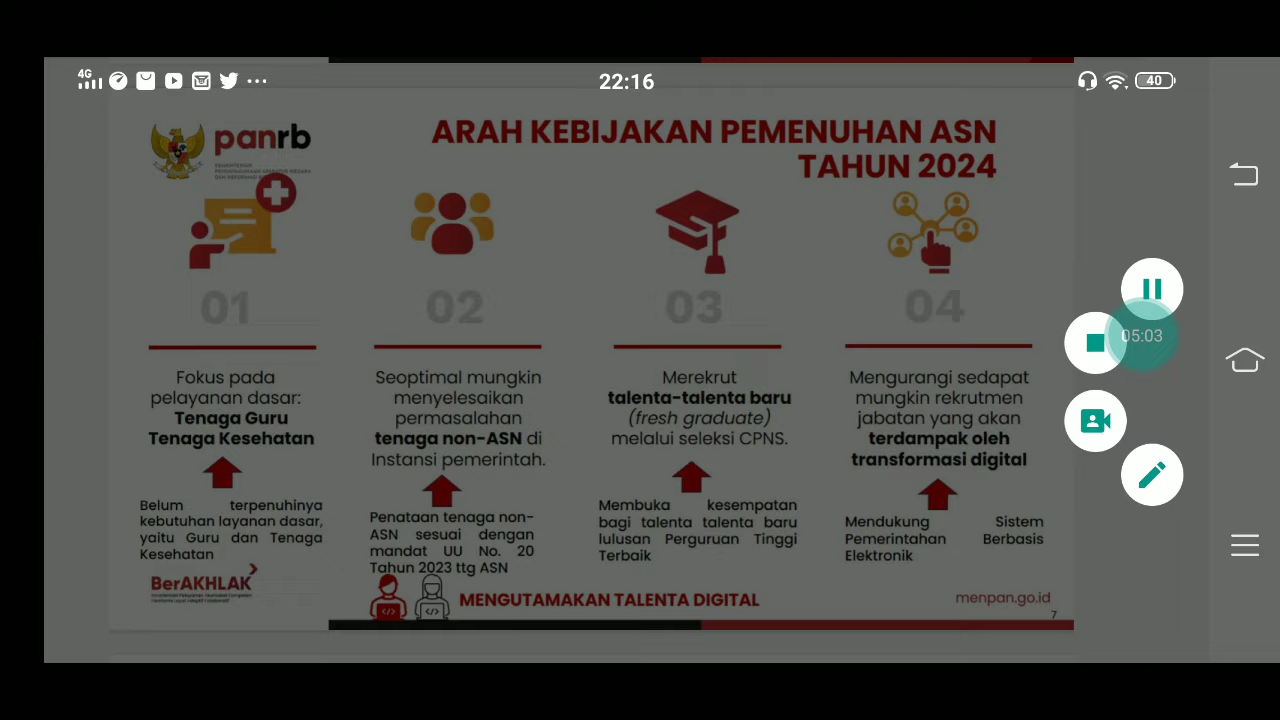 4G
22:16
40
panrb
ARAH KEBIJAKAN PEMENUHAN ASN
TAHUN 2024
01
Fokus pada
pelayanan dasar:
Tenaga Guru
Tenaga Kesehatan
Belum terpenuhinya
kebutuhan layanan dasar,
yaitu Guru dan Tenaga
Kesehatan
02
Seoptimal mungkin
menyelesaikan
permasalahan
tenaga non-ASN di
Instansi pemerintah.
Penataan tenaga non-
ASN sesuai dengan
mandat UU No. 20
Tahun 2023 ttg ASN
03
Merekrut
talenta-talenta baru
(fresh graduate)
melalui seleksi CPNS.
Membuka kesempatan
bagi talenta talenta baru
lulusan Perguruan Tinggi
Terbaik
04
Mengurangi sedapat
mungkin rekrutmen
jabatan yang akan
terdampak oleh
transformasi digital
Mendukung Sistem
Pemerintahan Berbasis
Elektronik
05:03
BerAKHLAK
MENGUTAMAKAN TALENTA DIGITAL
menpan.go.id
7